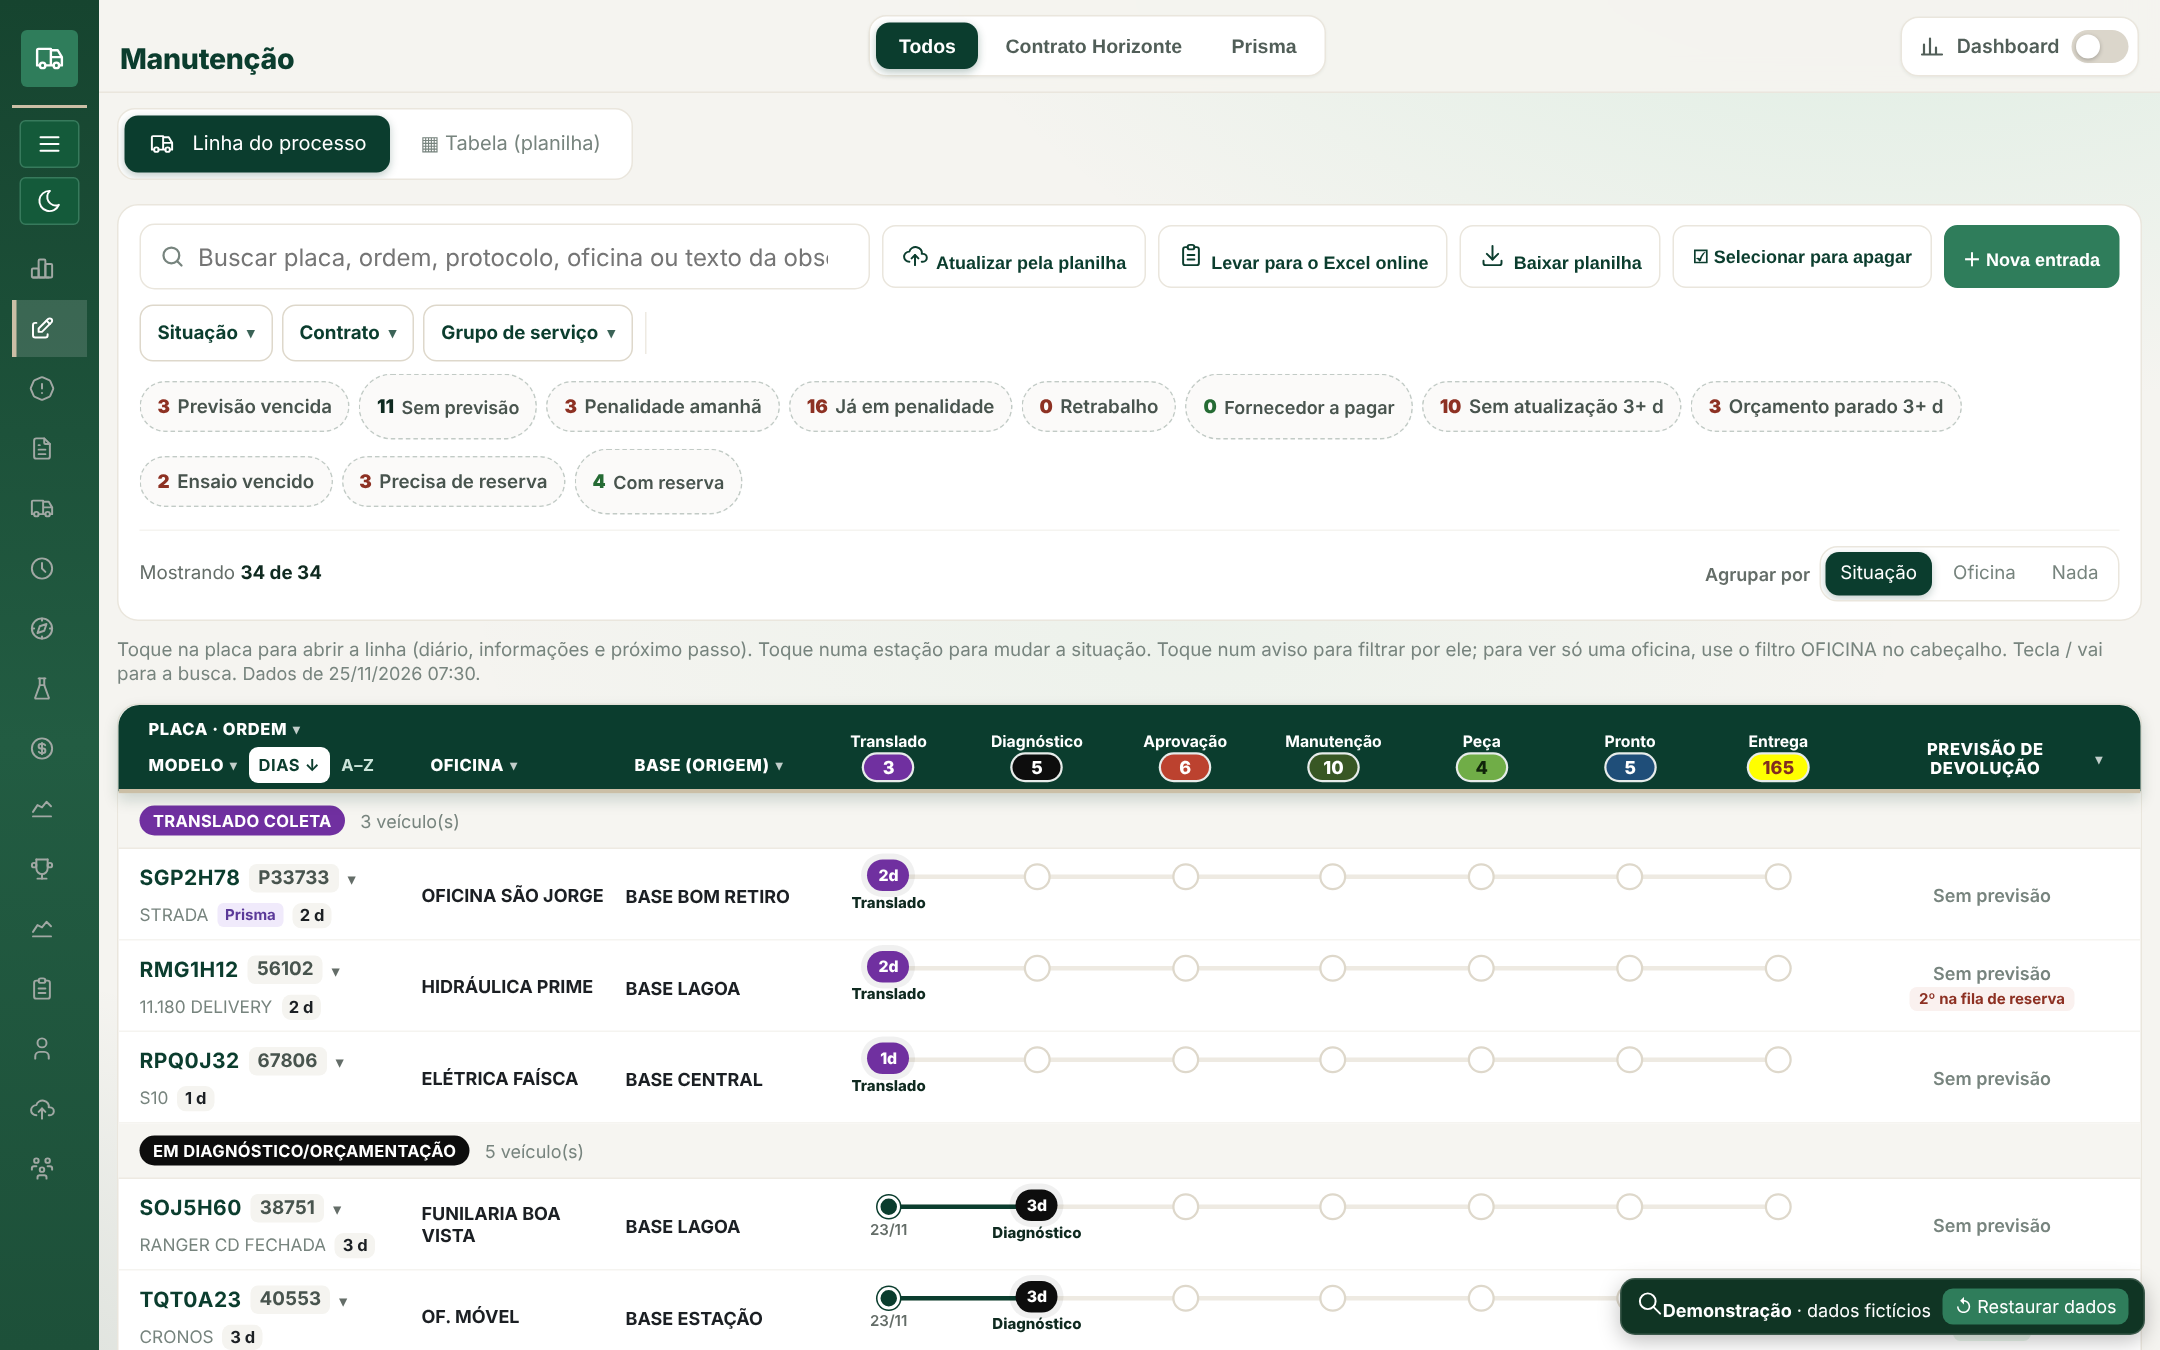 Manutenção
Todos
Contrato Horizonte
Prisma
Dashboard
Linha do processo
Tabela (planilha)
Buscar placa, ordem, protocolo, oficina ou texto da obs
Atualizar pela planilha
Levar para o Excel online
Baixar planilha
Selecionar para apagar
+ Nova entrada
Situação ▾
Contrato ▾
Grupo de serviço ▾
3 Previsão vencida
11 Sem previsão
3 Penalidade amanhã
16 Já em penalidade
0 Retrabalho
0 Fornecedor a pagar
10 Sem atualização 3+ d
3 Orçamento parado 3+ d
2 Ensaio vencido
3 Precisa de reserva
4 Com reserva
Mostrando 34 de 34
Agrupar por
Situação
Oficina
Nada
Toque na placa para abrir a linha (diário, informações e próximo passo). Toque numa estação para mudar a situação. Toque num aviso para filtrar por ele; para ver só uma oficina, use o filtro OFICINA no cabeçalho. Tecla / vai
para a busca. Dados de 25/11/2026 07:30.
PLACA · ORDEM ▾
MODELO ▾
DIAS ↓
A–Z
OFICINA ▾
BASE (ORIGEM) ▾
Translado
3
Diagnóstico
5
Aprovação
6
Manutenção
10
Peça
4
Pronto
5
Entrega
165
PREVISÃO DE
DEVOLUÇÃO ▾
TRANSLADO COLETA
3 veículo(s)
SGP2H78 P33733 ▾
STRADA Prisma 2 d
OFICINA SÃO JORGE
BASE BOM RETIRO
2d
Translado
Sem previsão
RMG1H12 56102 ▾
11.180 DELIVERY 2 d
HIDRÁULICA PRIME
BASE LAGOA
2d
Translado
Sem previsão
2º na fila de reserva
RPQ0J32 67806 ▾
S10 1 d
ELÉTRICA FAÍSCA
BASE CENTRAL
1d
Translado
Sem previsão
EM DIAGNÓSTICO/ORÇAMENTAÇÃO
5 veículo(s)
SOJ5H60 38751 ▾
RANGER CD FECHADA 3 d
FUNILARIA BOA
VISTA
BASE LAGOA
23/11
3d
Diagnóstico
Sem previsão
TQT0A23 40553 ▾
CRONOS 3 d
OF. MÓVEL
BASE ESTAÇÃO
23/11
3d
Diagnóstico
Demonstração · dados fictícios
Restaurar dados